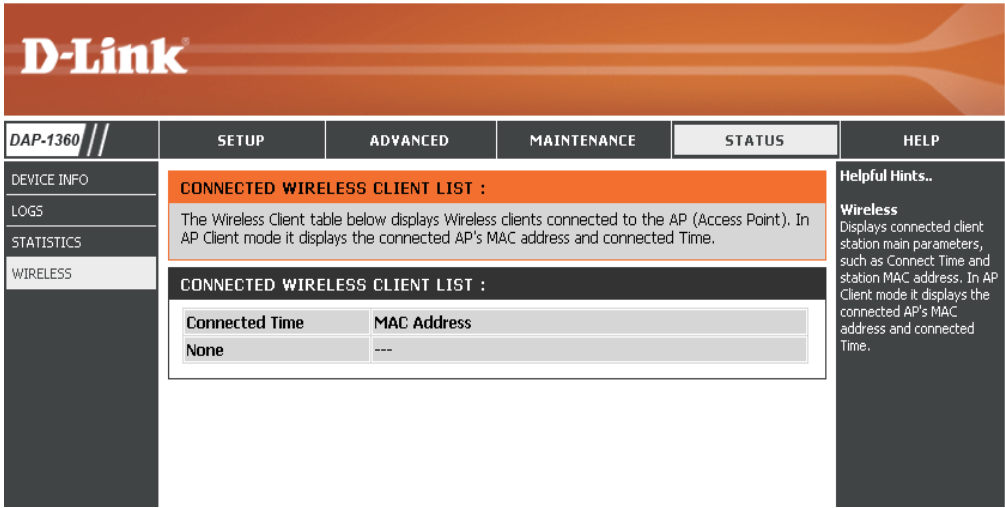 D-Link®
DAP-1360
SETUP
ADVANCED
MAINTENANCE
STATUS
HELP
DEVICE INFO
LOGS
STATISTICS
WIRELESS
CONNECTED WIRELESS CLIENT LIST :
The Wireless Client table below displays Wireless clients connected to the AP (Access Point). In
AP Client mode it displays the connected AP's MAC address and connected Time.
CONNECTED WIRELESS CLIENT LIST :
Connected Time MAC Address
None ---
Helpful Hints..
Wireless
Displays connected client
station main parameters,
such as Connect Time and
station MAC address. In AP
Client mode it displays the
connected AP's MAC
address and connected
Time.